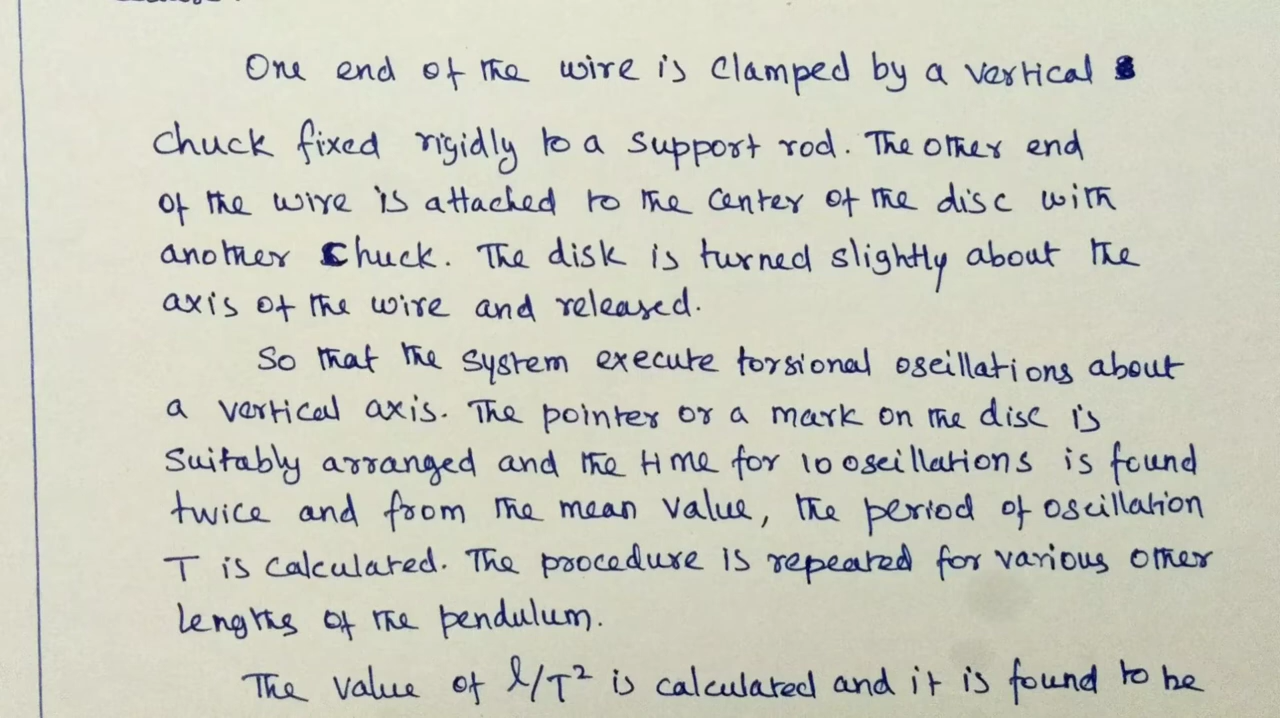 One end of the wire is clamped by a vertical
chuck fixed rigidly to a support rod. The other end
of the wire is attached to the center of the disc with
another chuck. The disk is turned slightly about the
axis of the wire and released.
So that the system execute torsional oscillations about
a vertical axis. The pointer or a mark on the disc is
suitably arranged and the time for 10 oscillations is found
twice and from the mean value, the period of oscillation
T is calculated. The procedure is repeated for various other
lengths of the pendulum.
The value of l/T² is calculated and it is found to be